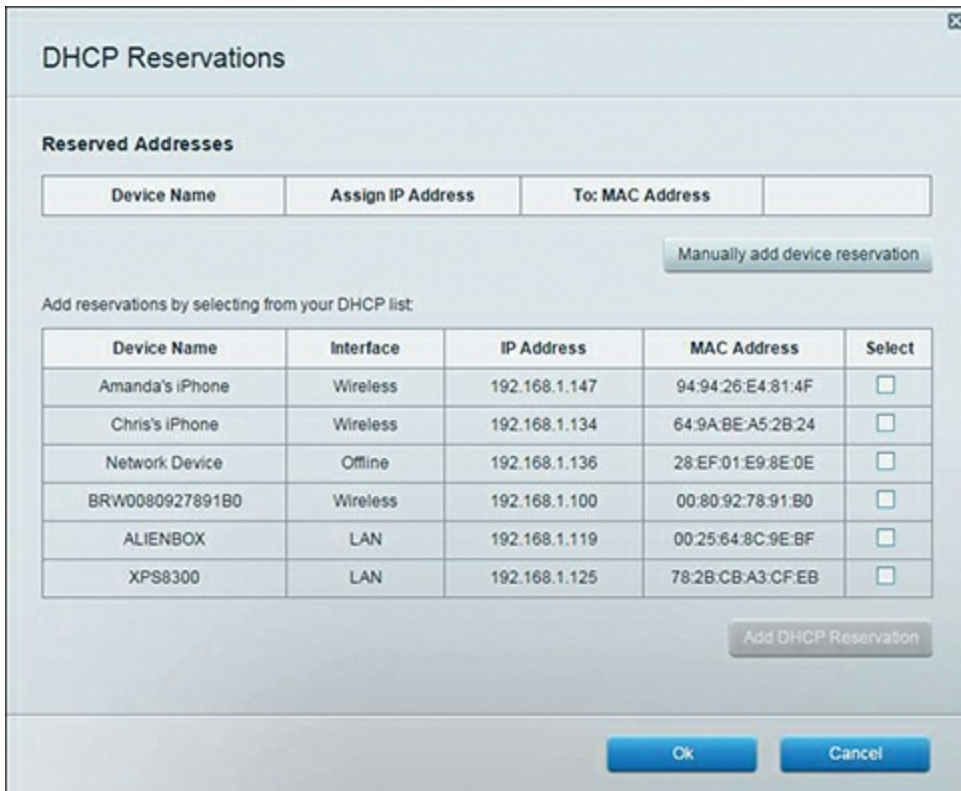 DHCP Reservations
Reserved Addresses
Device Name Assign IP Address To: MAC Address
Manually add device reservation
Add reservations by selecting from your DHCP list:
Device Name Interface IP Address MAC Address Select
Amanda's iPhone Wireless 192.168.1.147 94:94:26:E4:81:4F
Chris's iPhone Wireless 192.168.1.134 64:9A:BE:A5:2B:24
Network Device Offline 192.168.1.136 28:EF:01:E9:8E:0E
BRW0080927891B0 Wireless 192.168.1.100 00:80:92:78:91:B0
ALIENBOX LAN 192.168.1.119 00:25:64:8C:9E:BF
XPS8300 LAN 192.168.1.125 78:2B:CB:A3:CF:EB
Add DHCP Reservation
Ok Cancel